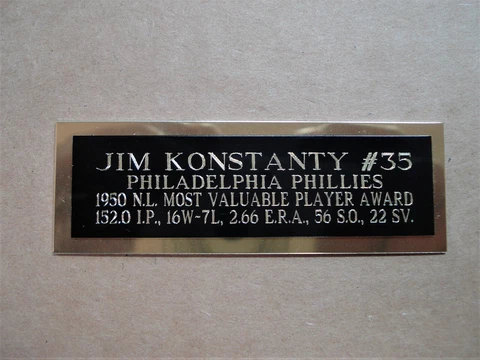 JIM KONSTANTY #35
PHILADELPHIA PHILLIES
1950 N.L. MOST VALUABLE PLAYER AWARD
152.0 I.P., 16W-7L, 2.66 E.R.A., 56 S.O., 22 SV.